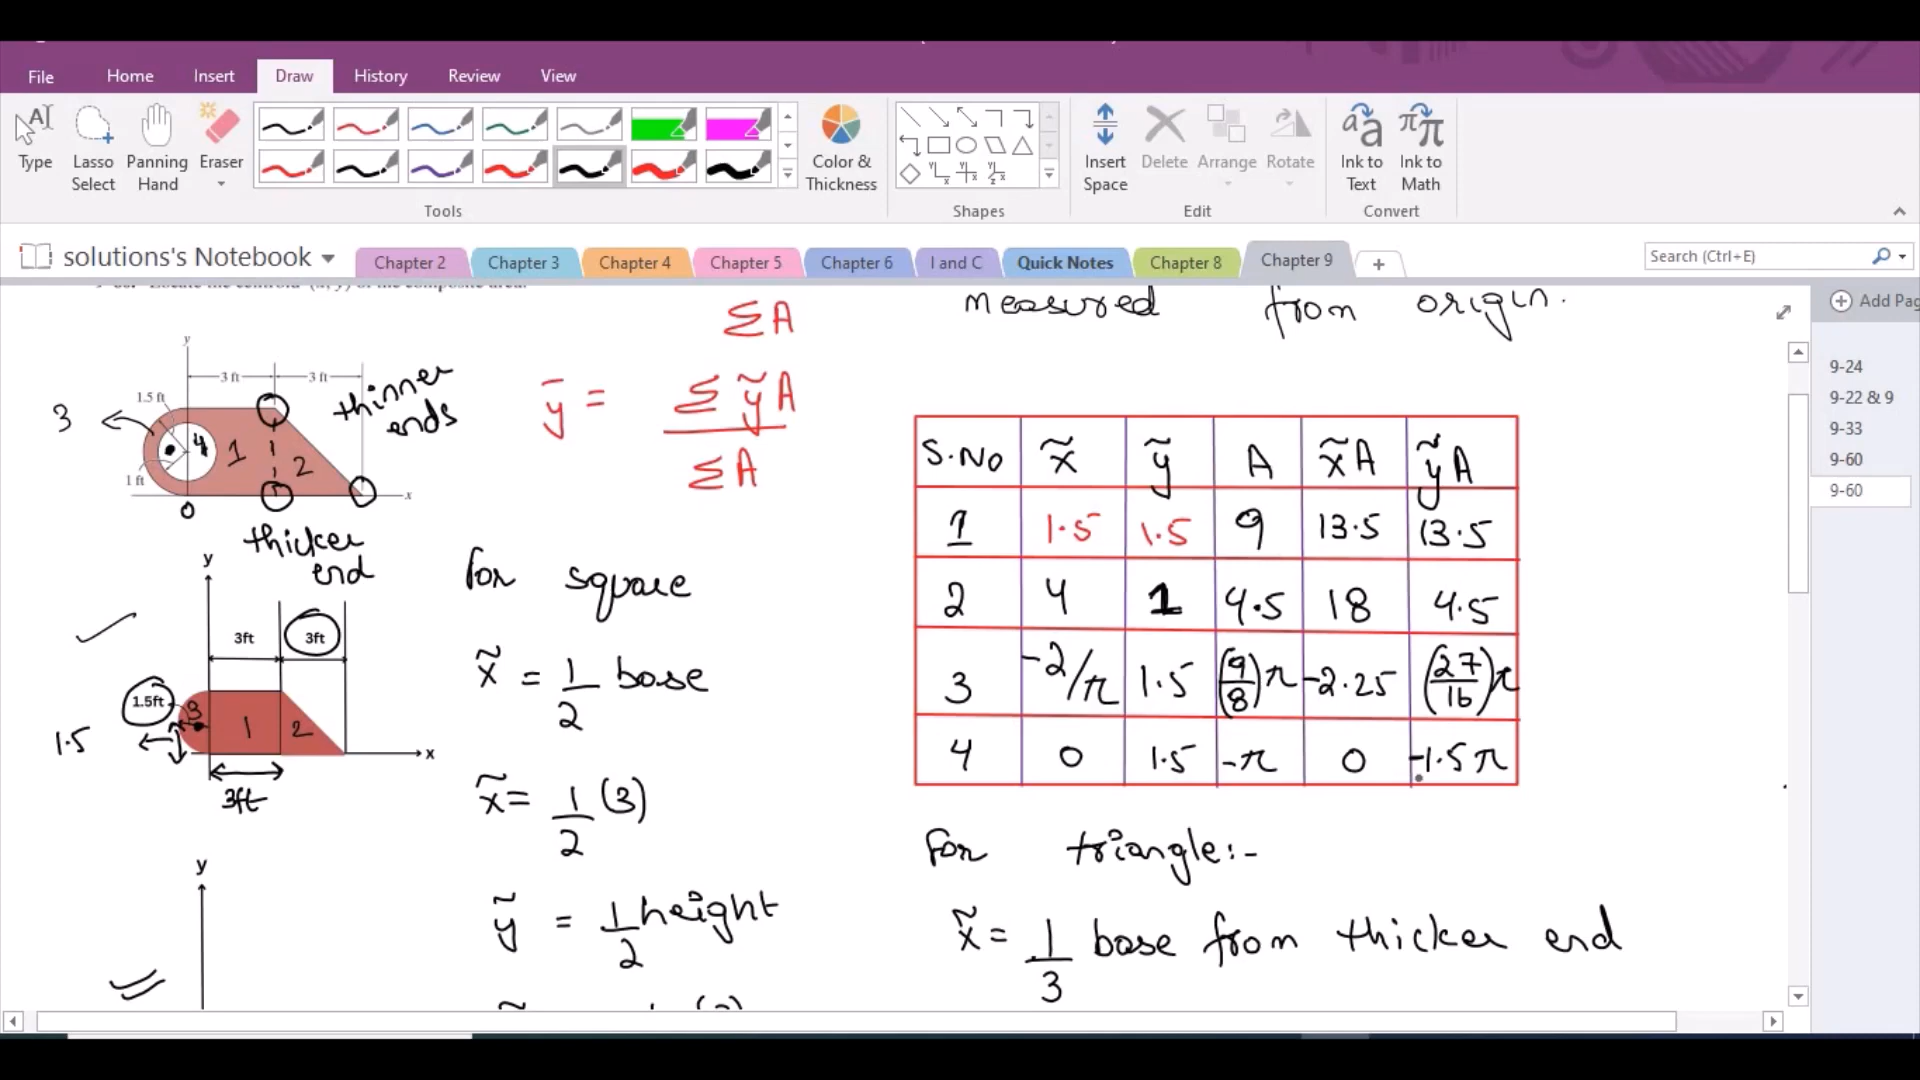 File
Home
Insert
Draw
History
Review
View
Type
Lasso Select
Panning Hand
Eraser
Color & Thickness
Insert Space
Delete
Arrange
Rotate
Ink to Text
Ink to Math
Tools
Shapes
Edit
Convert
solutions's Notebook
Chapter 2
Chapter 3
Chapter 4
Chapter 5
Chapter 6
I and C
Quick Notes
Chapter 8
Chapter 9
Search (Ctrl+E)
Add Pag
9-24
9-22 & 9
9-33
9-60
9-60
measured from origin.
ΣA
ȳ = Σ ỹA
ΣA
y
3 ft
3 ft
1.5 ft
1 ft
x
3
4
1
2
0
thinner
ends
thicker
end
y
3ft
3ft
1.5ft
3
1
2
1.5
x
3ft
y
for square
x̃ = 1/2 base
x̃ = 1/2 (3)
ỹ = 1/2 height
S.No x̃ ỹ A x̃A ỹA
1 1.5 1.5 9 13.5 13.5
2 4 1 4.5 18 4.5
3 -2/π 1.5 (9/8)π -2.25 (27/16)π
4 0 1.5 -π 0 -1.5π
for triangle:-
x̃ = 1/3 base from thicker end